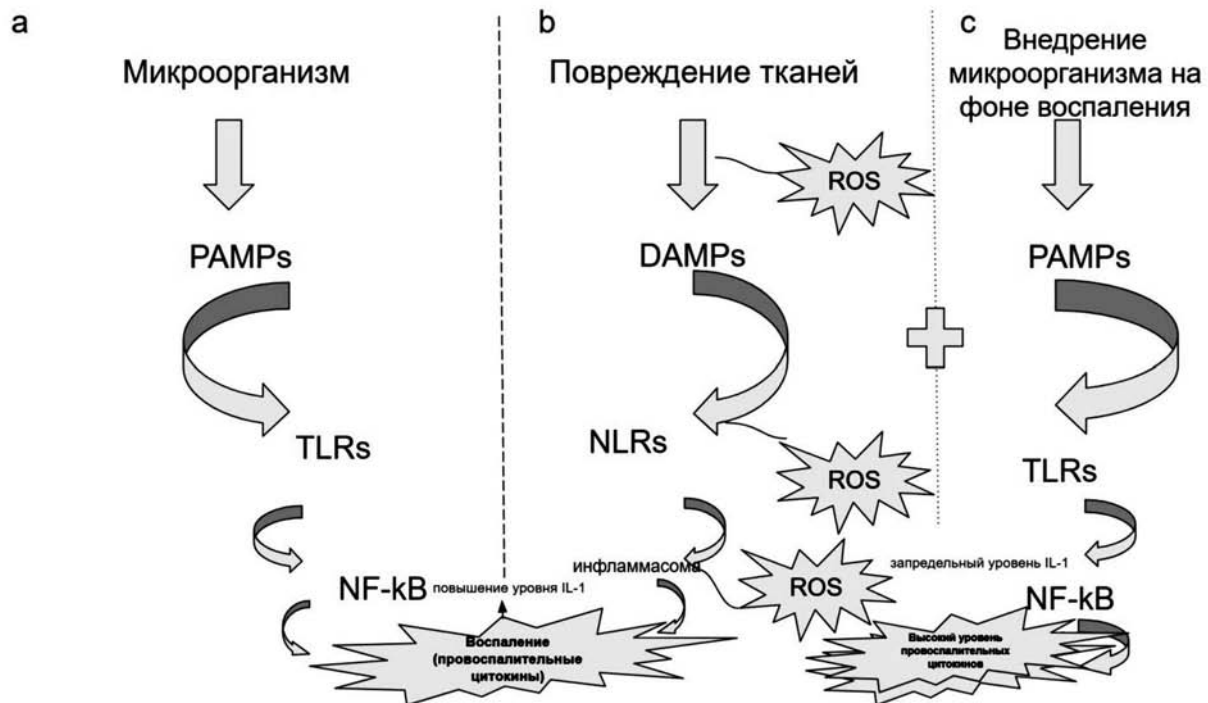 a
Микроорганизм
PAMPs
TLRs
NF-kB
повышение уровня IL-1
Воспаление
(провоспалительные
цитокины)
b
Повреждение тканей
ROS
DAMPs
NLRs
ROS
инфламмасома
ROS
c
Внедрение
микроорганизма на
фоне воспаления
PAMPs
TLRs
запредельный уровень IL-1
NF-kB
Высокий уровень
провоспалительных
цитокинов